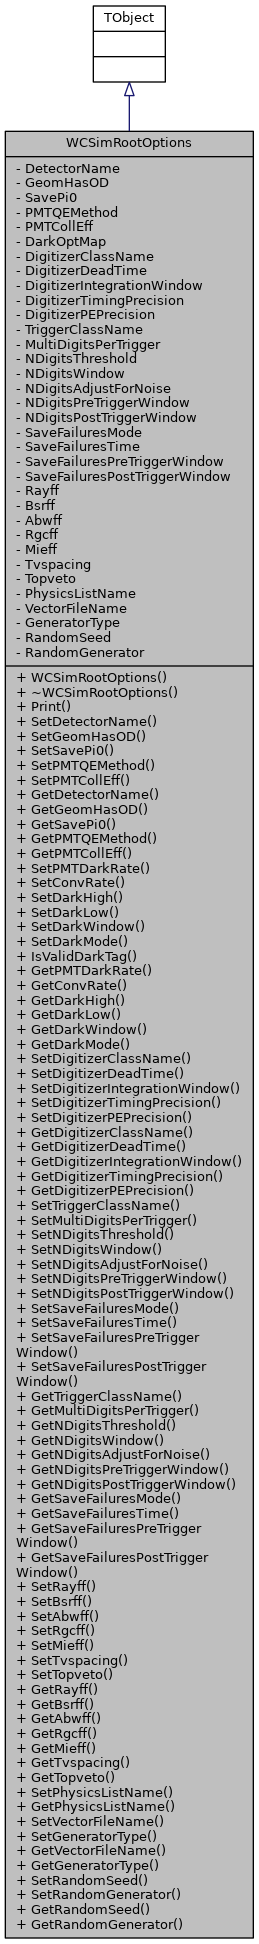 TObject
WCSimRootOptions
- DetectorName
- GeomHasOD
- SavePi0
- PMTQEMethod
- PMTCollEff
- DarkOptMap
- DigitizerClassName
- DigitizerDeadTime
- DigitizerIntegrationWindow
- DigitizerTimingPrecision
- DigitizerPEPrecision
- TriggerClassName
- MultiDigitsPerTrigger
- NDigitsThreshold
- NDigitsWindow
- NDigitsAdjustForNoise
- NDigitsPreTriggerWindow
- NDigitsPostTriggerWindow
- SaveFailuresMode
- SaveFailuresTime
- SaveFailuresPreTriggerWindow
- SaveFailuresPostTriggerWindow
- Rayff
- Bsrff
- Abwff
- Rgcff
- Mieff
- Tvspacing
- Topveto
- PhysicsListName
- VectorFileName
- GeneratorType
- RandomSeed
- RandomGenerator
+ WCSimRootOptions()
+ ~WCSimRootOptions()
+ Print()
+ SetDetectorName()
+ SetGeomHasOD()
+ SetSavePi0()
+ SetPMTQEMethod()
+ SetPMTCollEff()
+ GetDetectorName()
+ GetGeomHasOD()
+ GetSavePi0()
+ GetPMTQEMethod()
+ GetPMTCollEff()
+ SetPMTDarkRate()
+ SetConvRate()
+ SetDarkHigh()
+ SetDarkLow()
+ SetDarkWindow()
+ SetDarkMode()
+ IsValidDarkTag()
+ GetPMTDarkRate()
+ GetConvRate()
+ GetDarkHigh()
+ GetDarkLow()
+ GetDarkWindow()
+ GetDarkMode()
+ SetDigitizerClassName()
+ SetDigitizerDeadTime()
+ SetDigitizerIntegrationWindow()
+ SetDigitizerTimingPrecision()
+ SetDigitizerPEPrecision()
+ GetDigitizerClassName()
+ GetDigitizerDeadTime()
+ GetDigitizerIntegrationWindow()
+ GetDigitizerTimingPrecision()
+ GetDigitizerPEPrecision()
+ SetTriggerClassName()
+ SetMultiDigitsPerTrigger()
+ SetNDigitsThreshold()
+ SetNDigitsWindow()
+ SetNDigitsAdjustForNoise()
+ SetNDigitsPreTriggerWindow()
+ SetNDigitsPostTriggerWindow()
+ SetSaveFailuresMode()
+ SetSaveFailuresTime()
+ SetSaveFailuresPreTrigger
Window()
+ SetSaveFailuresPostTrigger
Window()
+ GetTriggerClassName()
+ GetMultiDigitsPerTrigger()
+ GetNDigitsThreshold()
+ GetNDigitsWindow()
+ GetNDigitsAdjustForNoise()
+ GetNDigitsPreTriggerWindow()
+ GetNDigitsPostTriggerWindow()
+ GetSaveFailuresMode()
+ GetSaveFailuresTime()
+ GetSaveFailuresPreTrigger
Window()
+ GetSaveFailuresPostTrigger
Window()
+ SetRayff()
+ SetBsrff()
+ SetAbwff()
+ SetRgcff()
+ SetMieff()
+ SetTvspacing()
+ SetTopveto()
+ GetRayff()
+ GetBsrff()
+ GetAbwff()
+ GetRgcff()
+ GetMieff()
+ GetTvspacing()
+ GetTopveto()
+ SetPhysicsListName()
+ GetPhysicsListName()
+ SetVectorFileName()
+ SetGeneratorType()
+ GetVectorFileName()
+ GetGeneratorType()
+ SetRandomSeed()
+ SetRandomGenerator()
+ GetRandomSeed()
+ GetRandomGenerator()